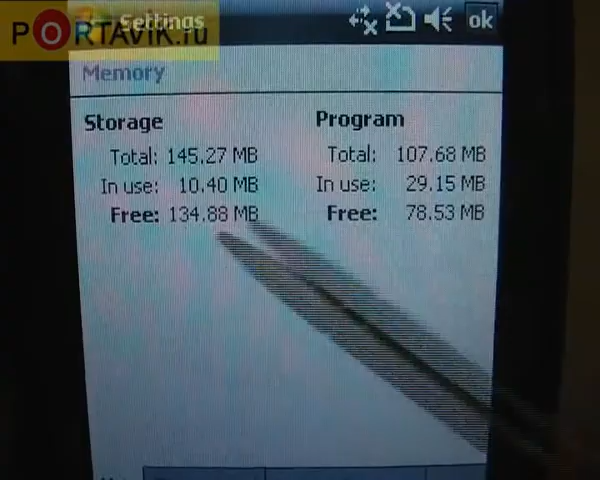 Settings
ok
PORTAVIK.ru
Memory
Storage
Program
Total: 145.27 MB
Total: 107.68 MB
In use: 10.40 MB
In use: 29.15 MB
Free: 134.88 MB
Free: 78.53 MB